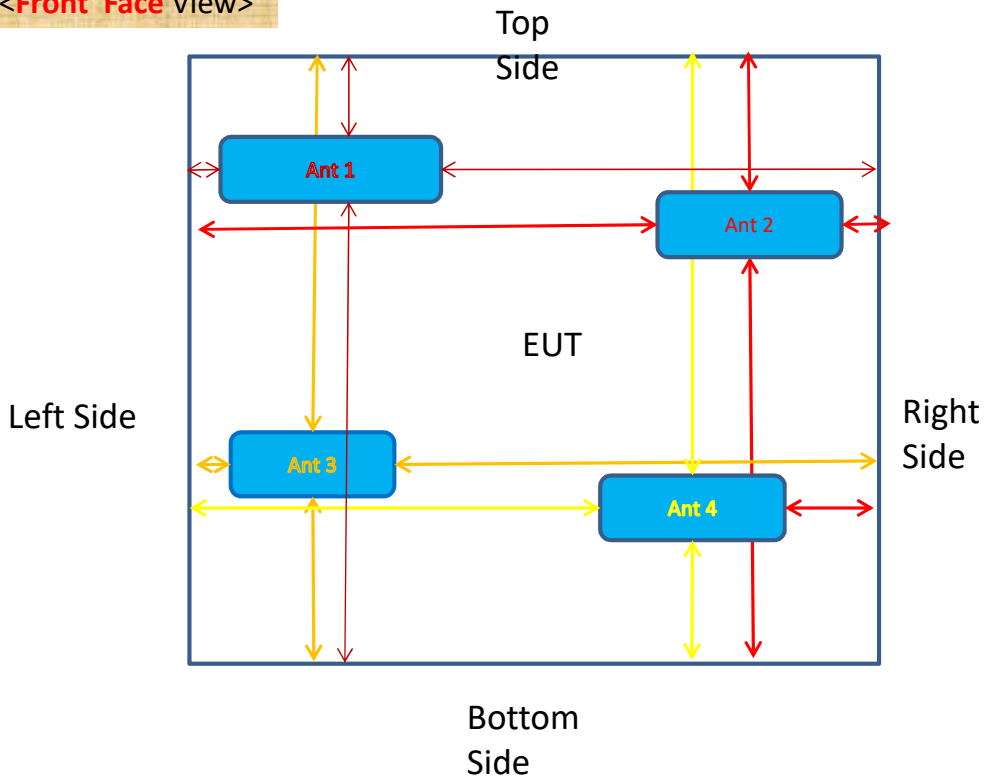 <Front Face View>
Top
Side
Ant 1
Ant 2
EUT
Left Side
Right
Side
Ant 3
Ant 4
Bottom
Side